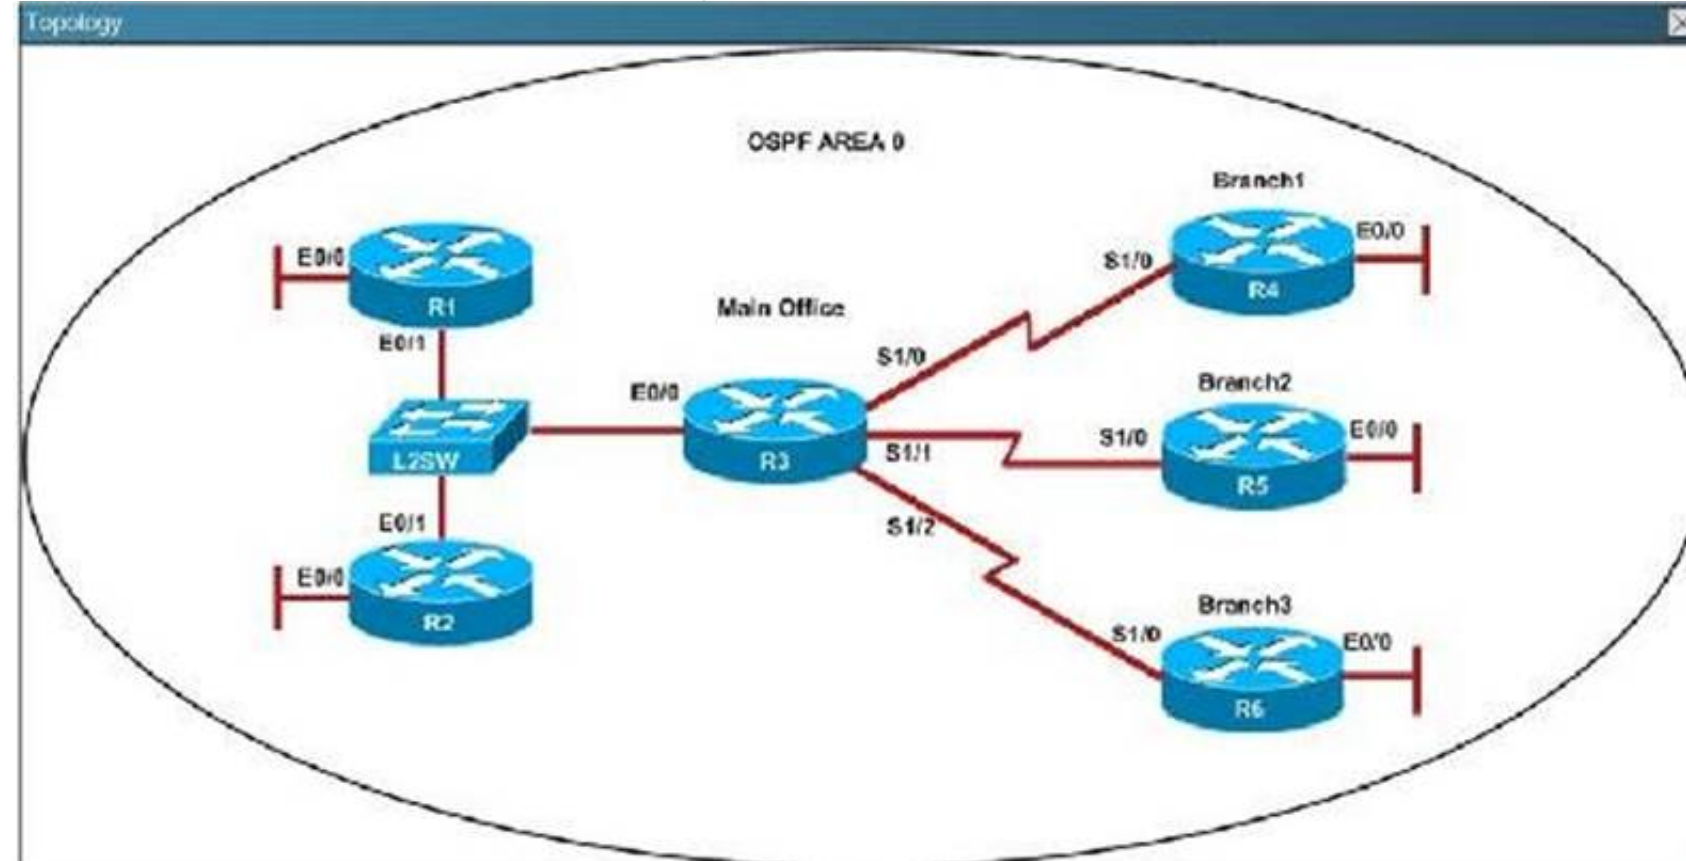 Topology
OSPF AREA 0
Branch1
E0/0
E0/0
S1/0
R4
R1
Main Office
E0/1
S1/0
Branch2
E0/0
S1/0
E0/0
L2SW
R3
S1/1
R5
E0/1
S1/2
E0/0
Branch3
R2
S1/0
E0/0
R6